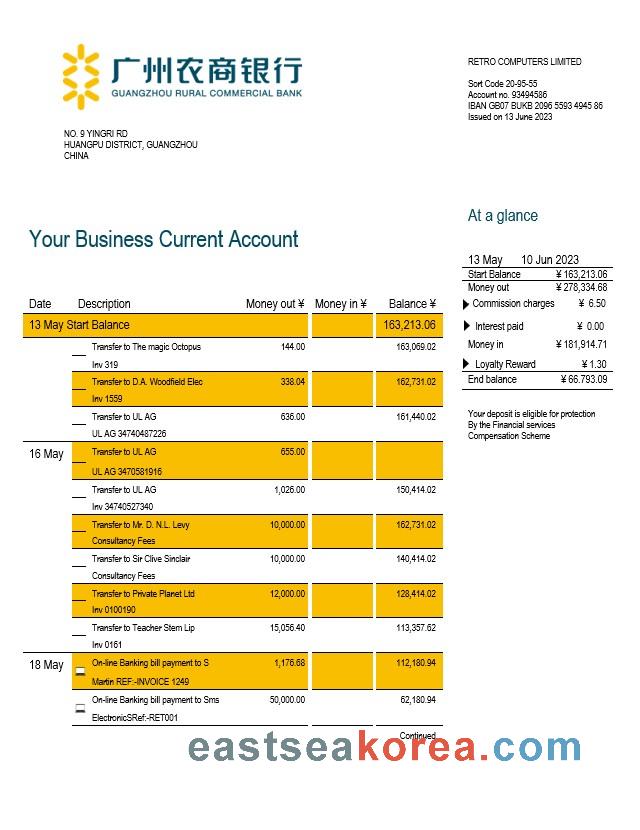 广州农商银行
GUANGZHOU RURAL COMMERCIAL BANK
RETRO COMPUTERS LIMITED
Sort Code 20-95-55
Account no. 93494586
IBAN GB07 BUKB 2096 5593 4945 86
Issued on 13 June 2023
NO. 9 YINGRI RD
HUANGPU DISTRICT, GUANGZHOU
CHINA
At a glance
13 May 10 Jun 2023
Start Balance ¥ 163,213.06
Money out ¥ 278,334.68
Commission charges ¥ 6.50
Interest paid ¥ 0.00
Money in ¥ 181,914.71
Loyalty Reward ¥ 1.30
End balance ¥ 66.793.09
Your deposit is eligible for protection
By the Financial services
Compensation Scheme
Your Business Current Account
Date Description Money out ¥ Money in ¥ Balance ¥
13 May Start Balance 163,213.06
Transfer to The magic Octopus 144.00 163,069.02
Inv 319
Transfer to D.A. Woodfield Elec 338.04 162,731.02
Inv 1559
Transfer to UL AG 636.00 161,440.02
UL AG 34740487226
16 May Transfer to UL AG 655.00
UL AG 3470581916
Transfer to UL AG 1,026.00 150,414.02
Inv 34740527340
Transfer to Mr. D. N.L. Levy 10,000.00 162,731.02
Consultancy Fees
Transfer to Sir Clive Sinclair 10,000.00 140,414.02
Consultancy Fees
Transfer to Private Planet Ltd 12,000.00 128,414.02
Inv 0100190
Transfer to Teacher Stem Lip 15,056.40 113,357.62
Inv 0161
18 May On-line Banking bill payment to S 1,176.68 112,180.94
Martin REF:-INVOICE 1249
On-line Banking bill payment to Sms 50,000.00 62,180.94
ElectronicSRef:-RET001
Continued
eastseakorea.com